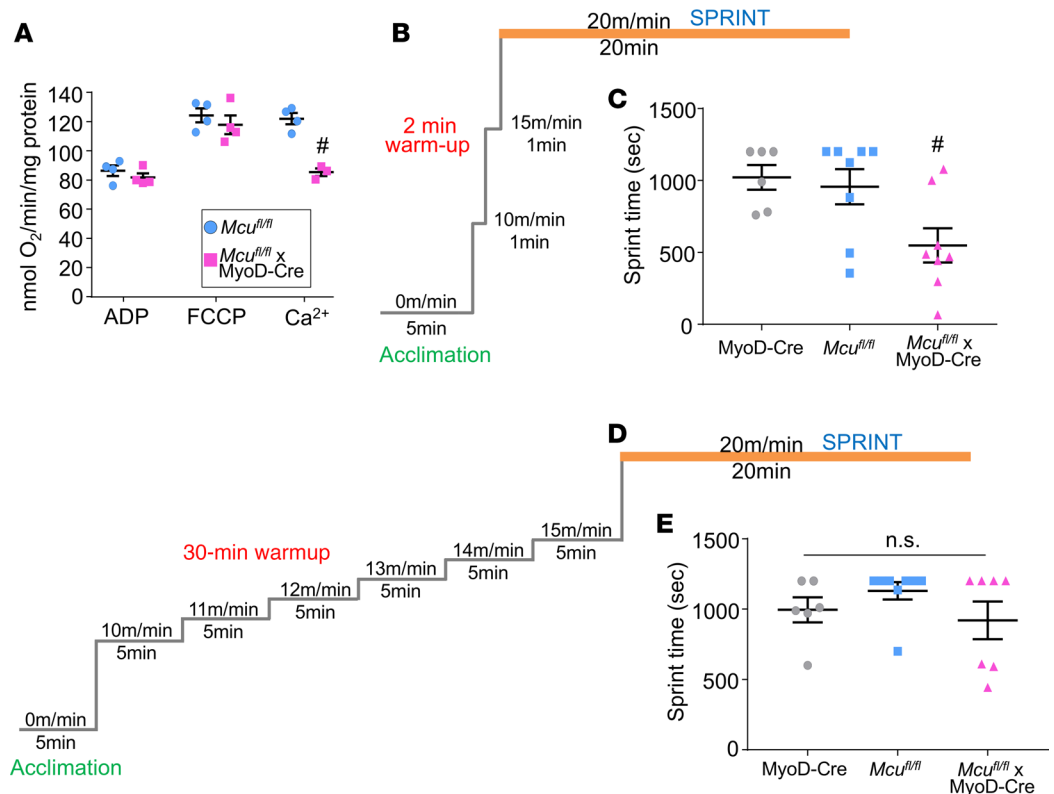 A
nmol O2/min/mg protein
140
120
100
80
60
40
20
0
Mcufl/fl
Mcufl/fl x
MyoD-Cre
#
ADP
FCCP
Ca2+
B
20m/min
SPRINT
20min
2 min
warm-up
15m/min
1min
10m/min
1min
0m/min
5min
Acclimation
C
Sprint time (sec)
1500
1000
500
0
#
MyoD-Cre
Mcufl/fl
Mcufl/fl x
MyoD-Cre
D
20m/min
SPRINT
20min
30-min warmup
15m/min
5min
14m/min
5min
13m/min
5min
12m/min
5min
11m/min
5min
10m/min
5min
0m/min
5min
Acclimation
E
Sprint time (sec)
1500
1000
500
0
n.s.
MyoD-Cre
Mcufl/fl
Mcufl/fl x
MyoD-Cre